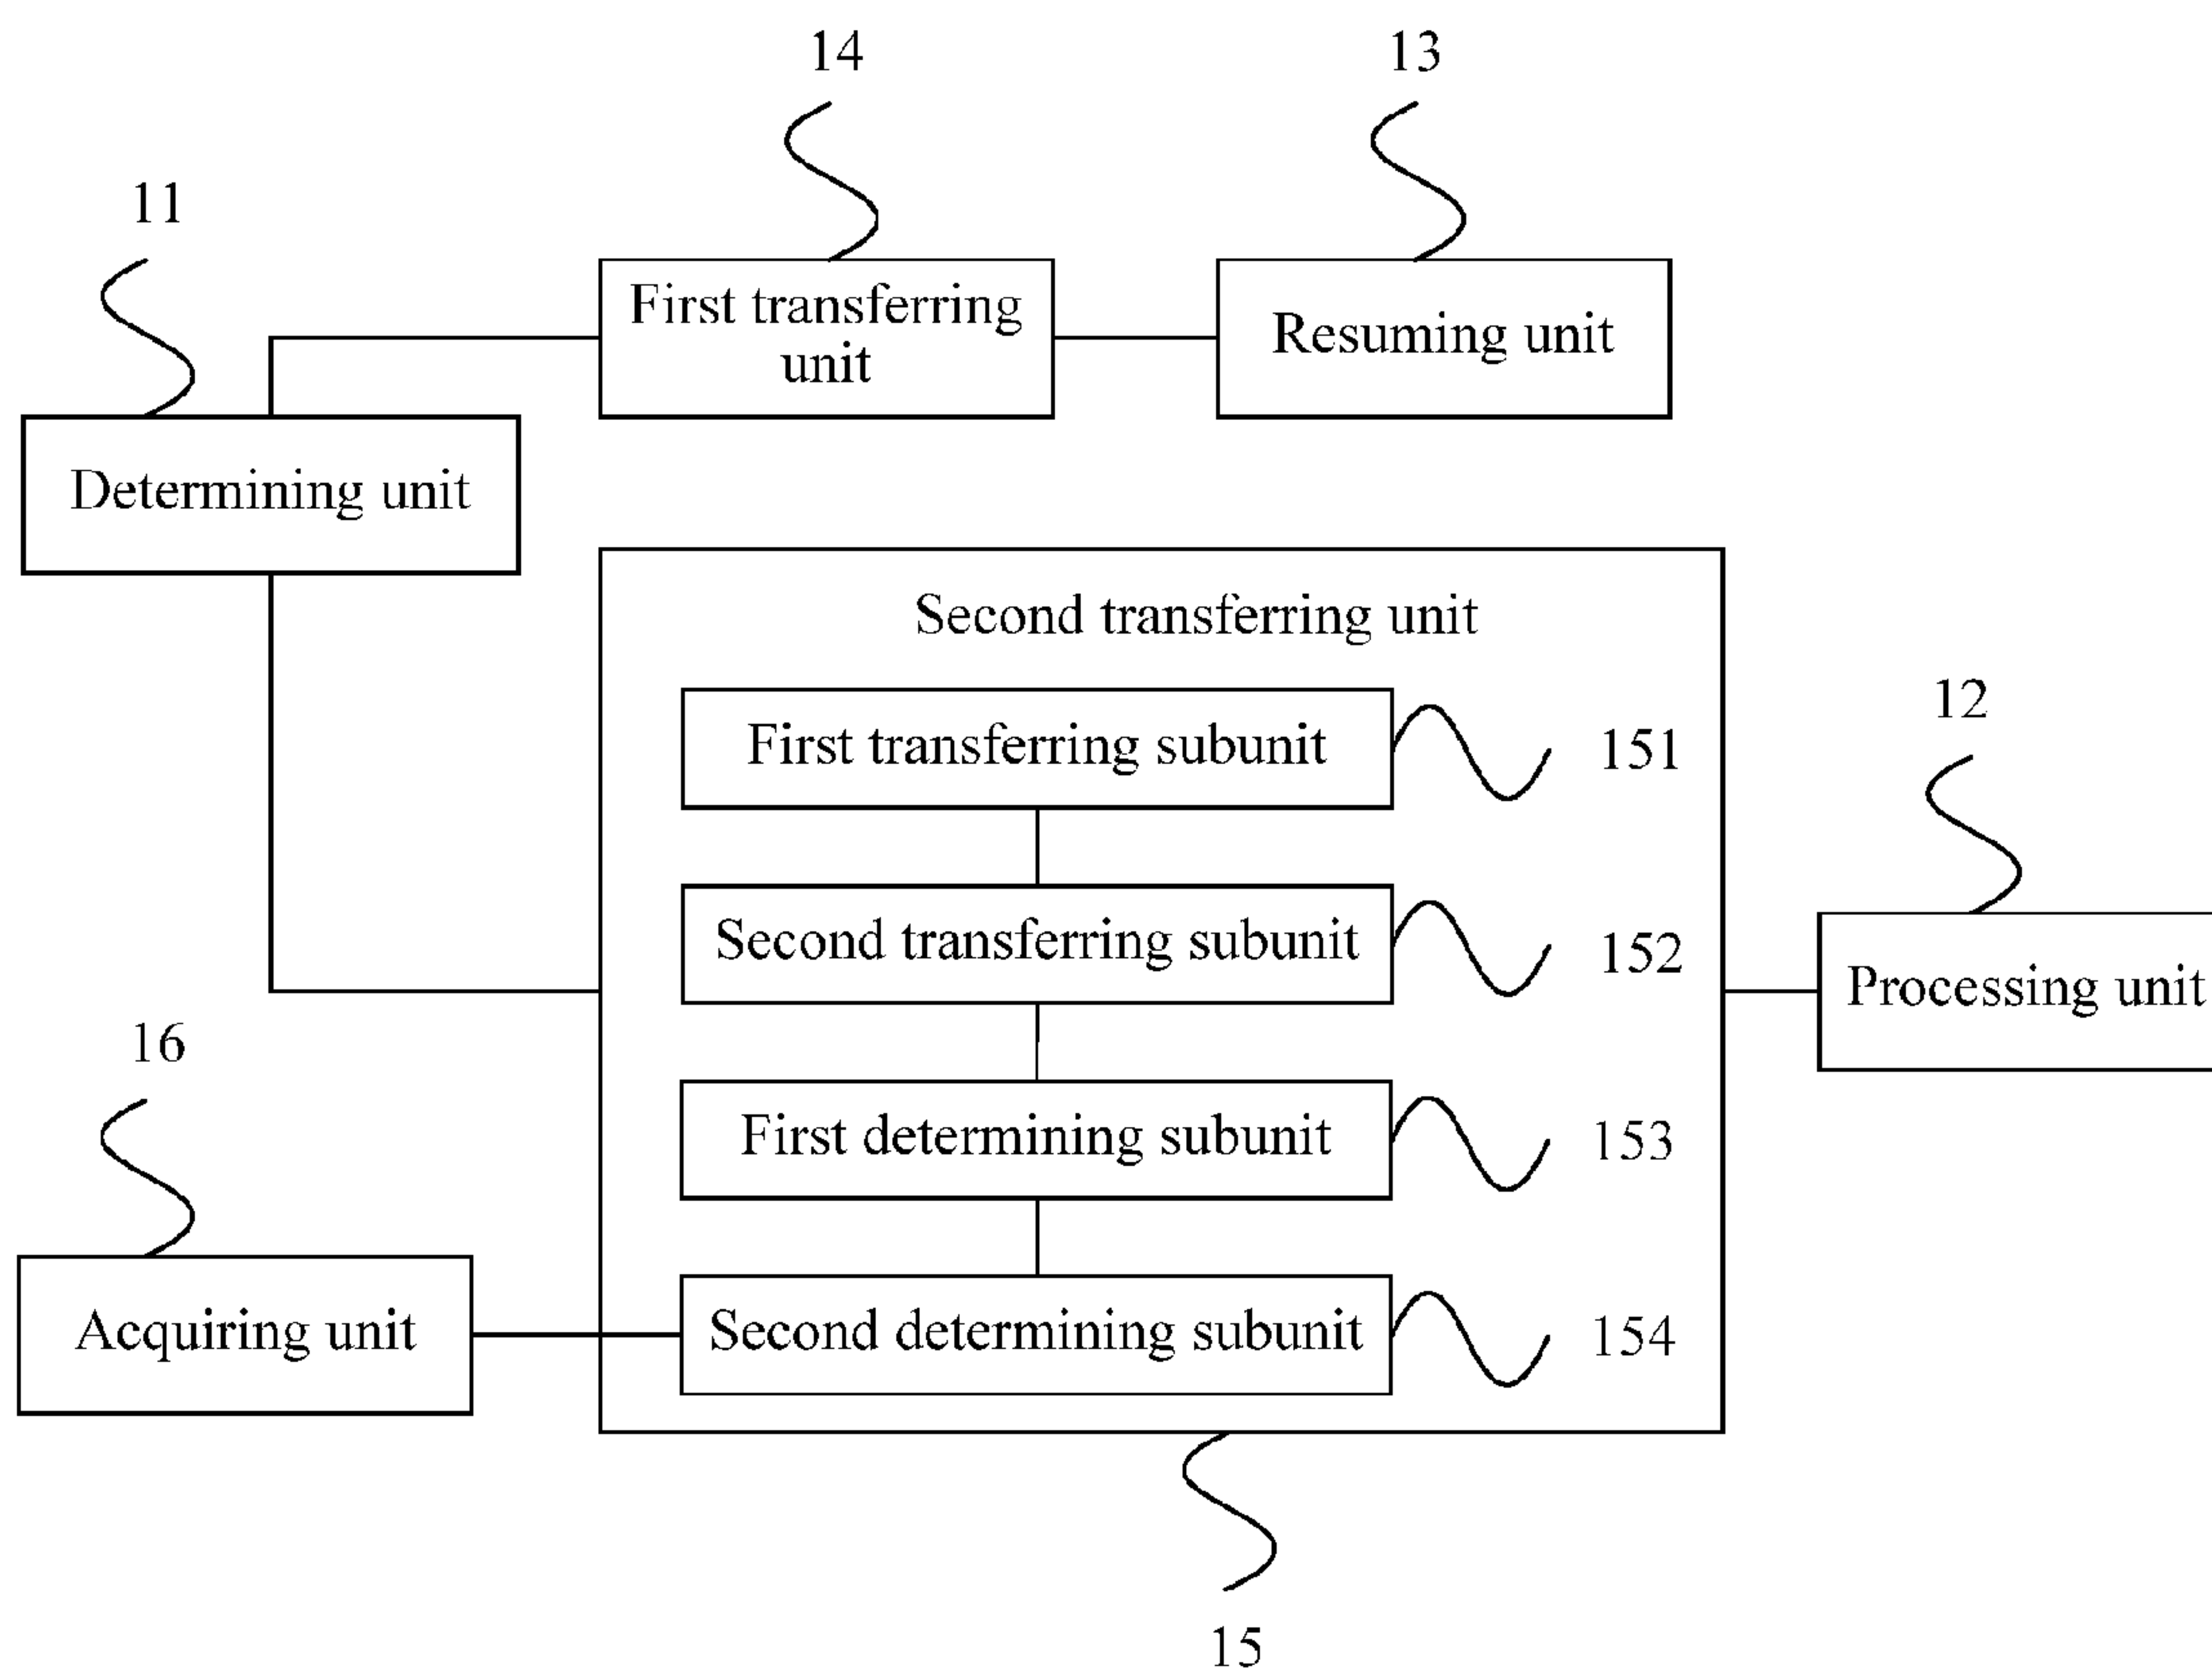 14
13
11
First transferring
unit
Resuming unit
Determining unit
Second transferring unit
First transferring subunit
151
12
Second transferring subunit
152
Processing unit
16
First determining subunit
153
Acquiring unit
Second determining subunit
154
15